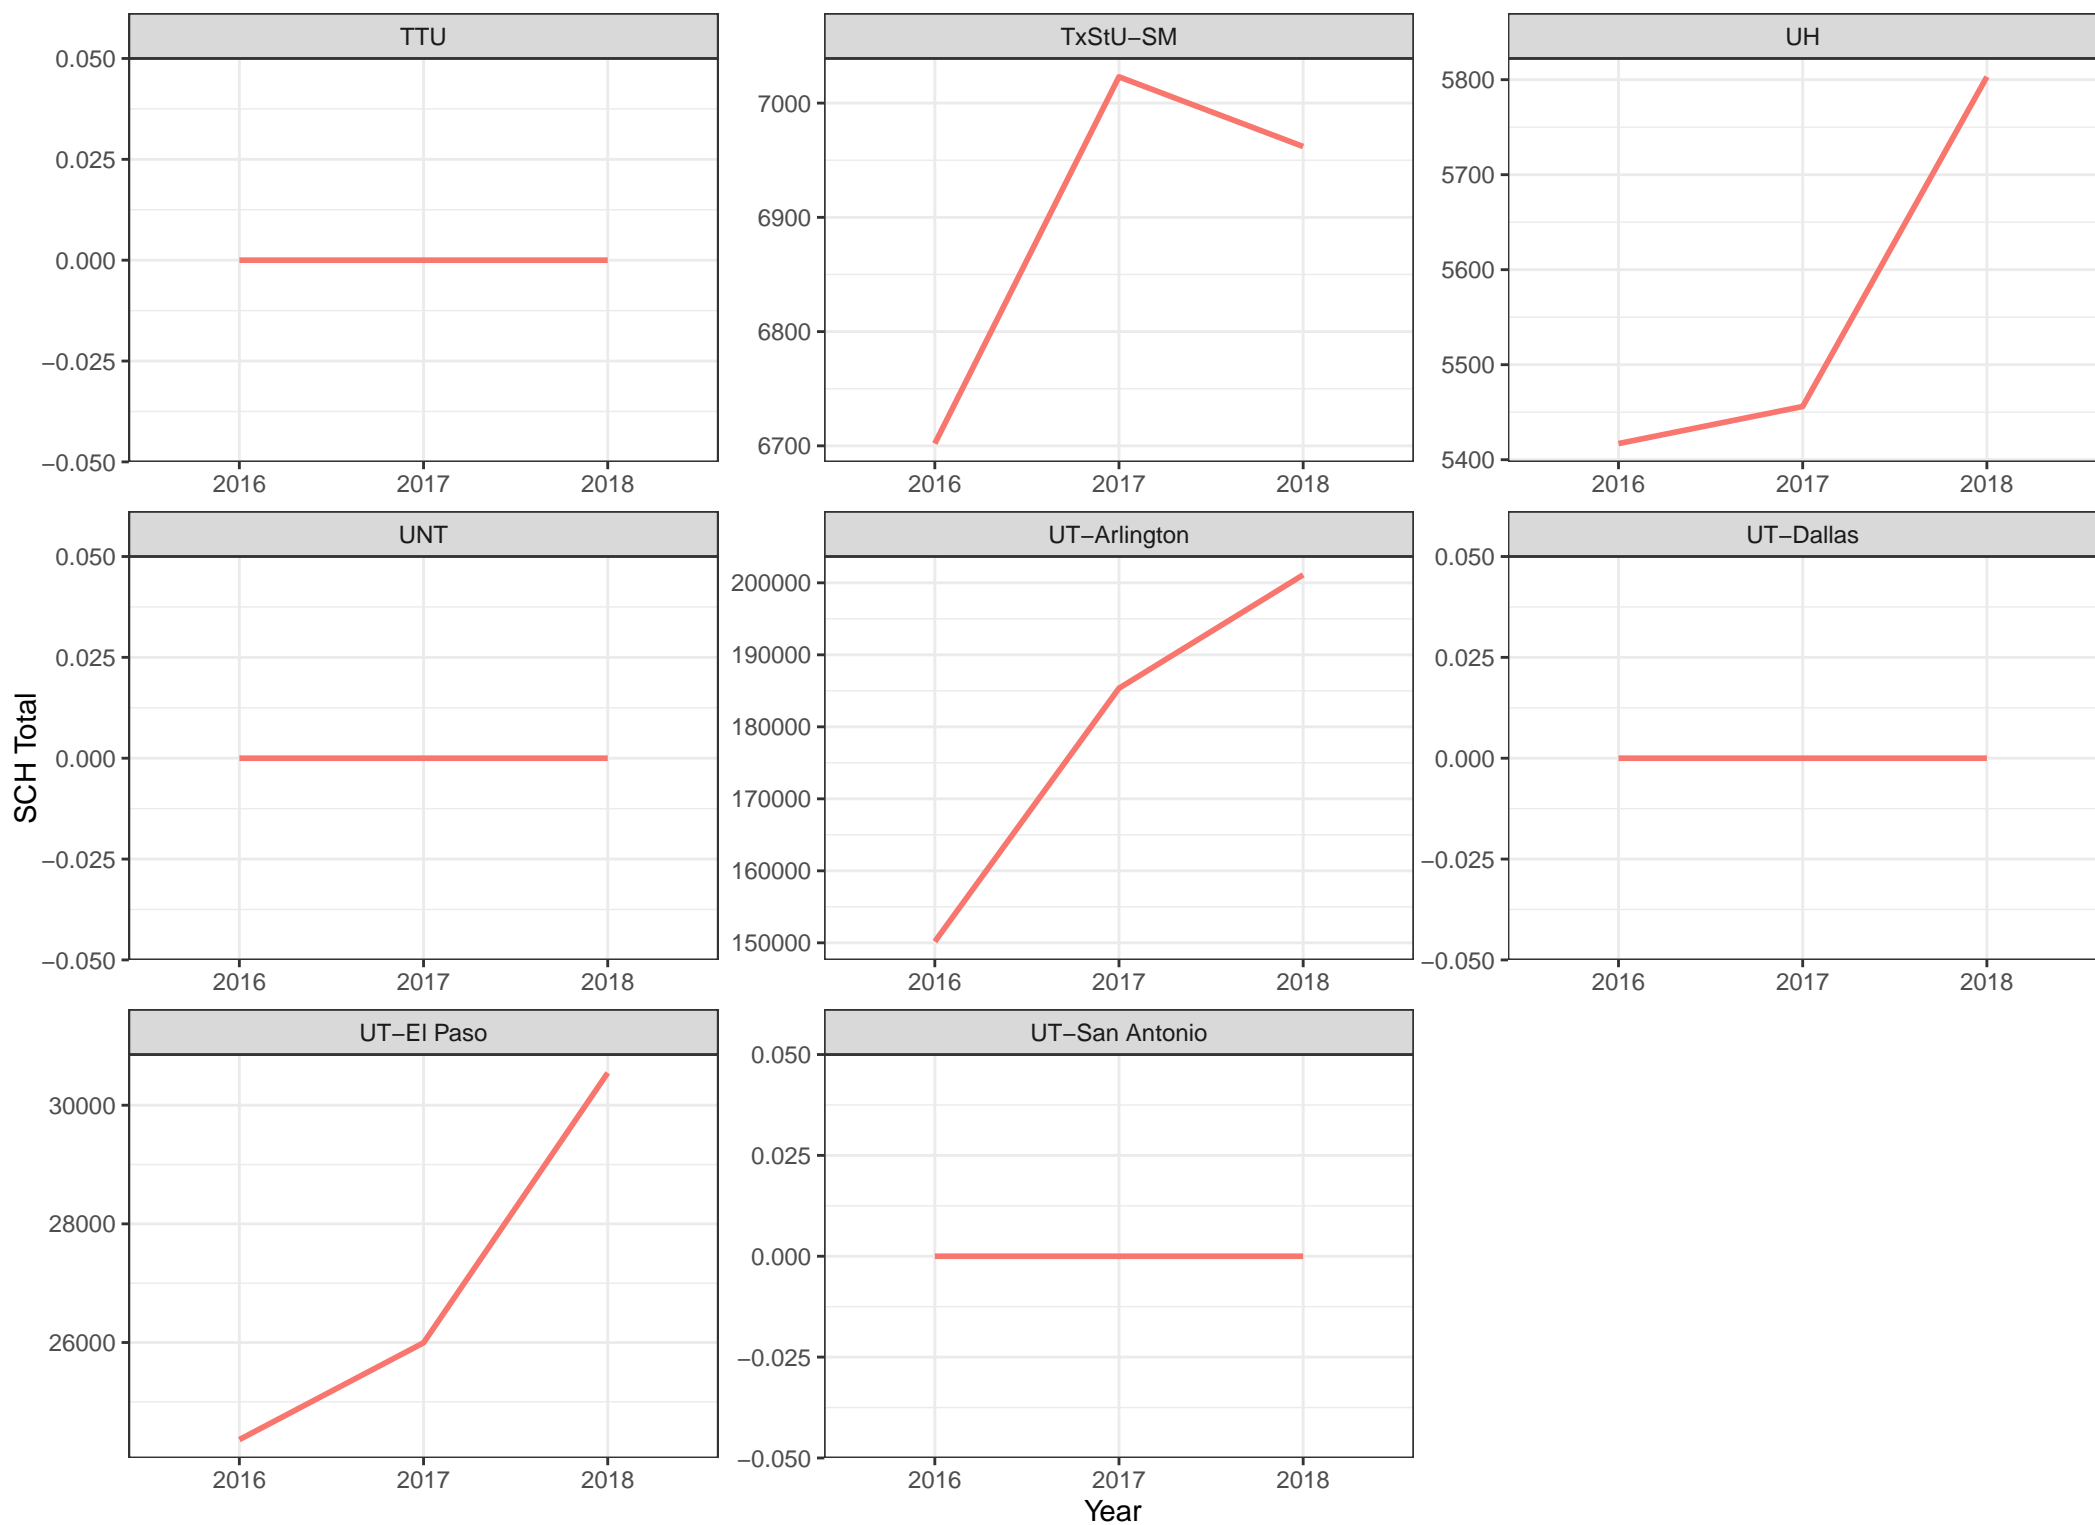 TTU
0.050
0.025
0.000
−0.025
−0.050
2016 2017 2018
TxStU−SM
7000
6900
6800
6700
2016 2017 2018
UH
5800
5700
5600
5500
5400
2016 2017 2018
UNT
0.050
0.025
0.000
−0.025
−0.050
2016 2017 2018
UT−Arlington
200000
190000
180000
170000
160000
150000
2016 2017 2018
UT−Dallas
0.050
0.025
0.000
−0.025
−0.050
2016 2017 2018
UT−El Paso
30000
28000
26000
2016 2017 2018
UT−San Antonio
0.050
0.025
0.000
−0.025
−0.050
2016 2017 2018
SCH Total
Year